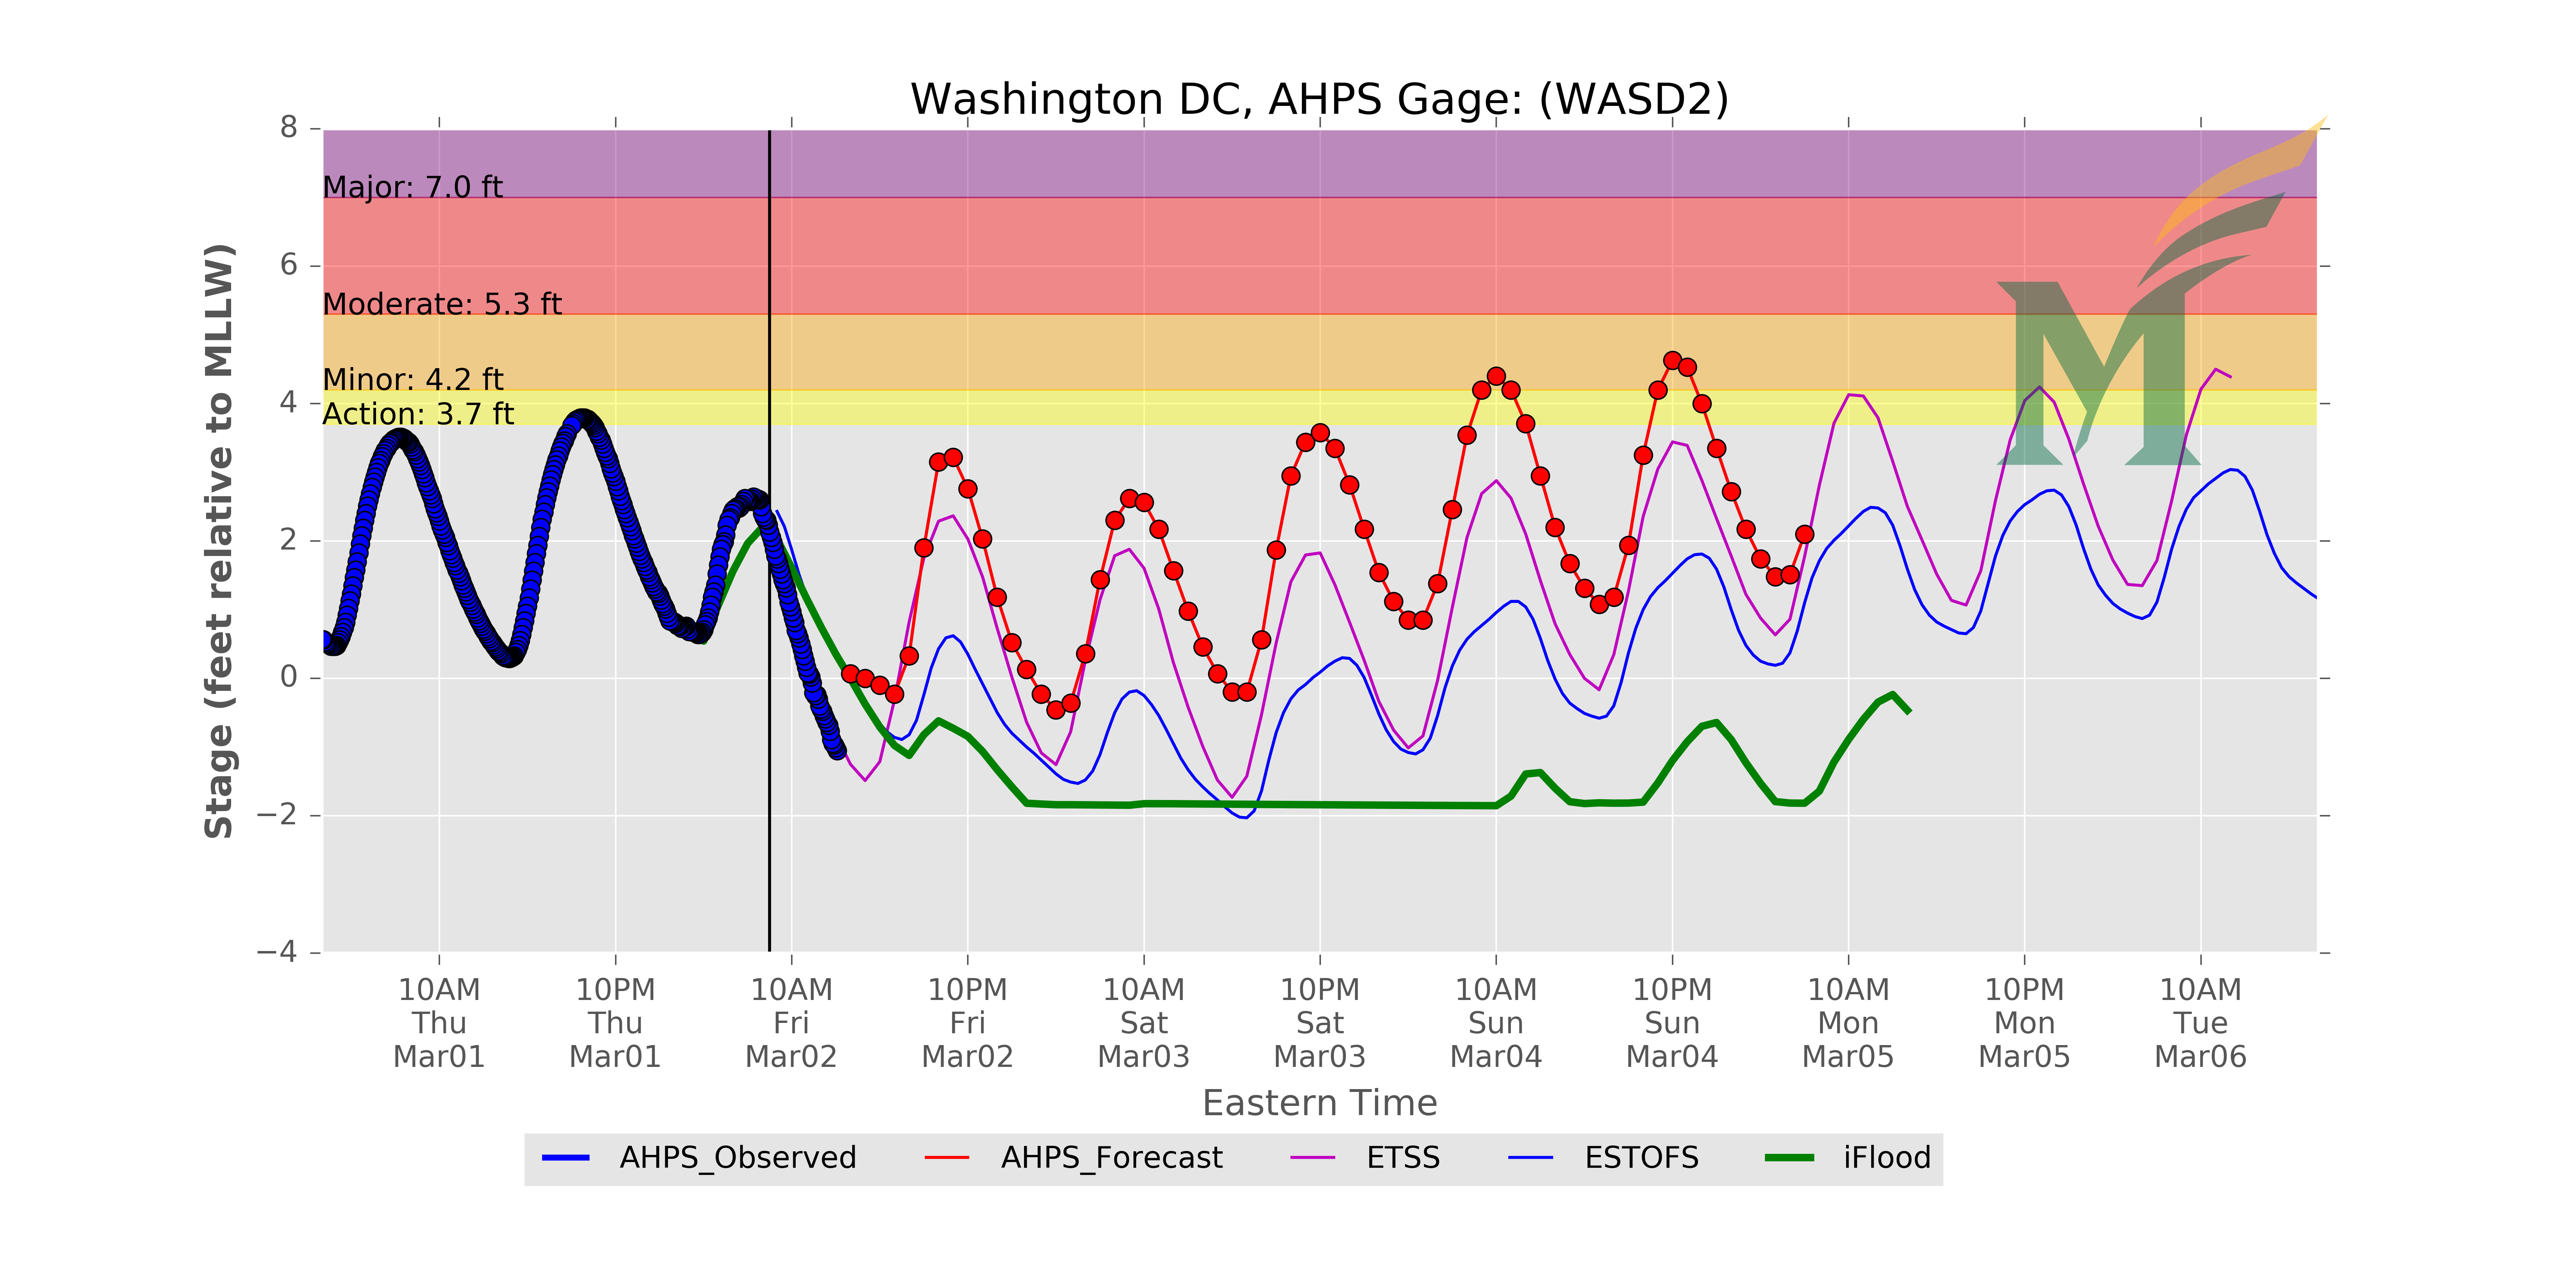 Washington DC, AHPS Gage: (WASD2)
Stage (feet relative to MLLW)
8
6
4
2
0
−2
−4
Major: 7.0 ft
Moderate: 5.3 ft
Minor: 4.2 ft
Action: 3.7 ft
M
10AM 10PM 10AM 10PM 10AM 10PM 10AM 10PM 10AM 10PM 10AM
Thu Thu Fri Fri Sat Sat Sun Sun Mon Mon Tue
Mar01 Mar01 Mar02 Mar02 Mar03 Mar03 Mar04 Mar04 Mar05 Mar05 Mar06
Eastern Time
AHPS_Observed AHPS_Forecast ETSS ESTOFS iFlood